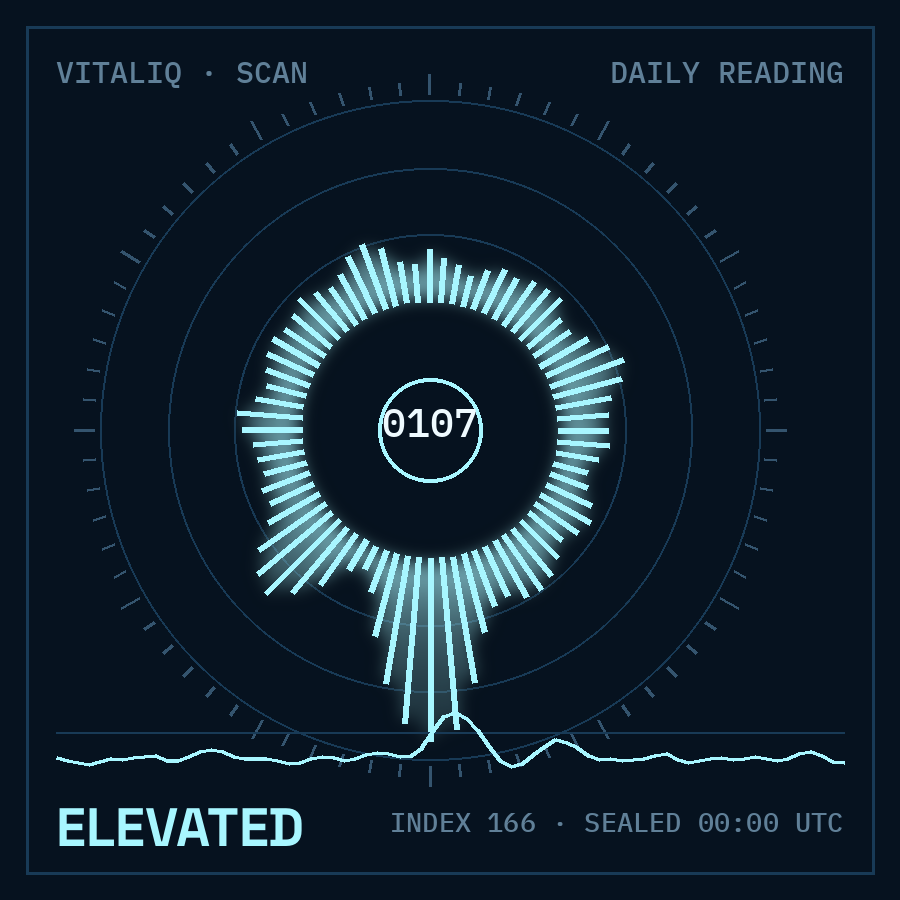 VITALIQ · SCAN
DAILY READING
0107
ELEVATED
INDEX 166 · SEALED 00:00 UTC